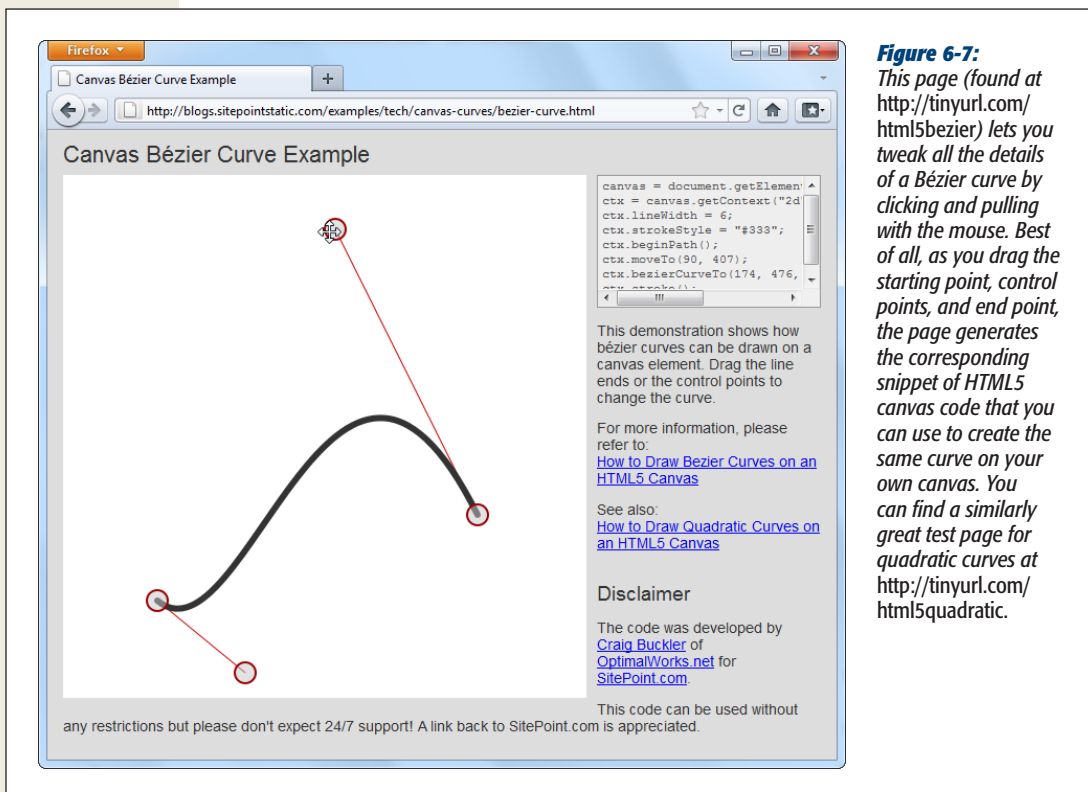 Firefox
Canvas Bézier Curve Example
http://blogs.sitepointstatic.com/examples/tech/canvas-curves/bezier-curve.html
Canvas Bézier Curve Example
canvas = document.getElemen
ctx = canvas.getContext("2d"
ctx.lineWidth = 6;
ctx.strokeStyle = "#333";
ctx.beginPath();
ctx.moveTo(90, 407);
ctx.bezierCurveTo(174, 476,
ctx.stroke();
This demonstration shows how
bézier curves can be drawn on a
canvas element. Drag the line
ends or the control points to
change the curve.
For more information, please
refer to:
How to Draw Bezier Curves on an
HTML5 Canvas
See also:
How to Draw Quadratic Curves on
an HTML5 Canvas
Disclaimer
The code was developed by
Craig Buckler of
OptimalWorks.net for
SitePoint.com.
This code can be used without
any restrictions but please don't expect 24/7 support! A link back to SitePoint.com is appreciated.
Figure 6-7:
This page (found at
http://tinyurl.com/
html5bezier) lets you
tweak all the details
of a Bézier curve by
clicking and pulling
with the mouse. Best
of all, as you drag the
starting point, control
points, and end point,
the page generates
the corresponding
snippet of HTML5
canvas code that you
can use to create the
same curve on your
own canvas. You
can find a similarly
great test page for
quadratic curves at
http://tinyurl.com/
html5quadratic.